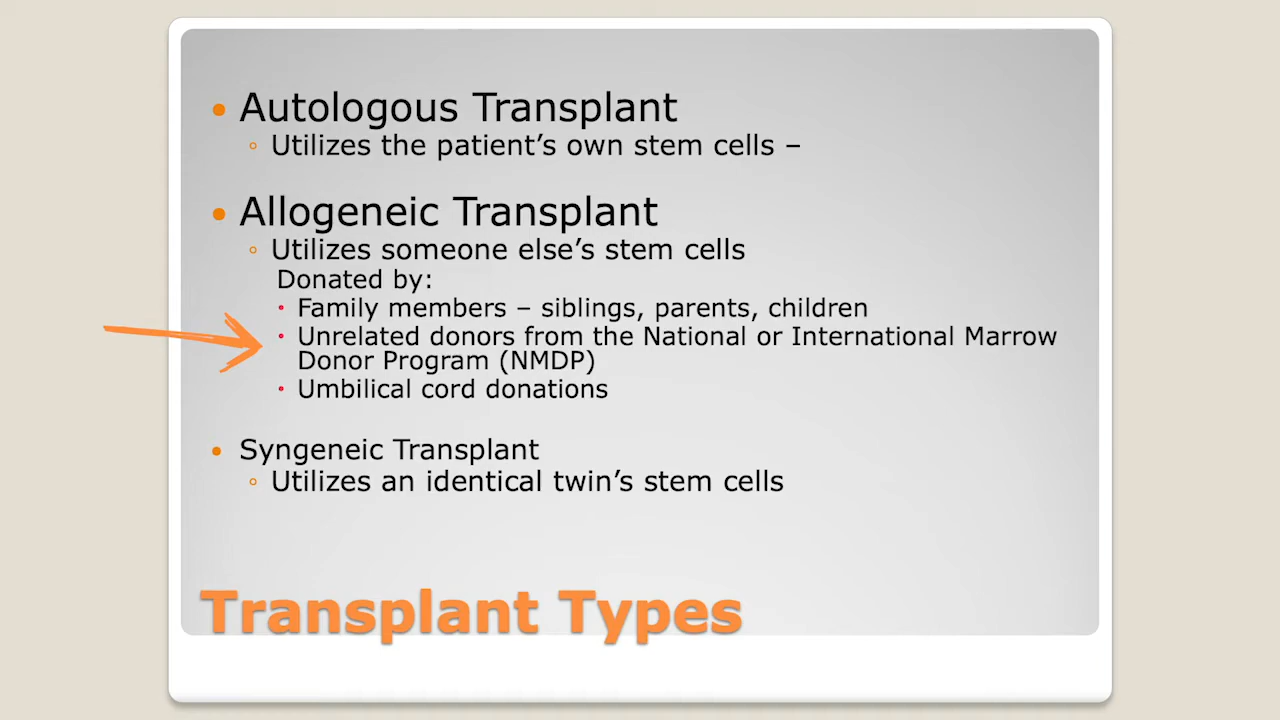 Autologous Transplant
Utilizes the patient’s own stem cells –
Allogeneic Transplant
Utilizes someone else’s stem cells
Donated by:
Family members – siblings, parents, children
Unrelated donors from the National or International Marrow
Donor Program (NMDP)
Umbilical cord donations
Syngeneic Transplant
Utilizes an identical twin’s stem cells
Transplant Types